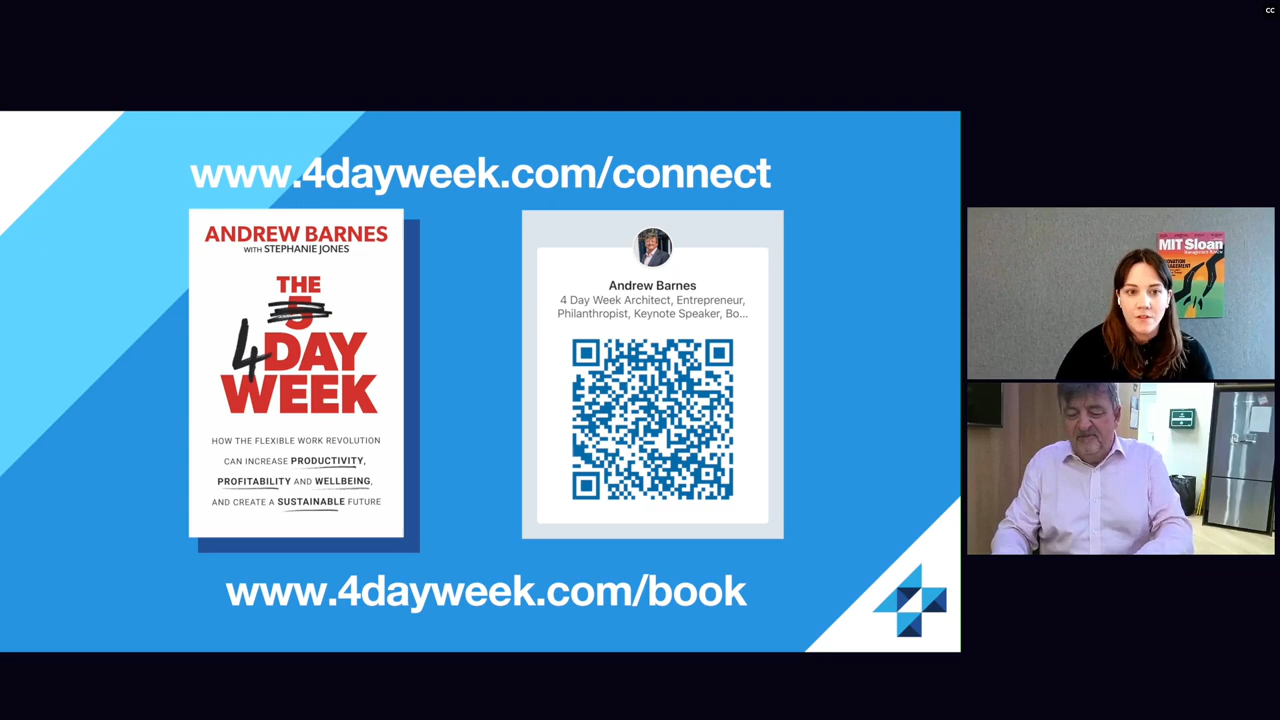 CC
www.4dayweek.com/connect
ANDREW BARNES
WITH STEPHANIE JONES
THE
5
4DAY
WEEK
HOW THE FLEXIBLE WORK REVOLUTION
CAN INCREASE PRODUCTIVITY,
PROFITABILITY AND WELLBEING,
AND CREATE A SUSTAINABLE FUTURE
Andrew Barnes
4 Day Week Architect, Entrepreneur,
Philanthropist, Keynote Speaker, Bo...
www.4dayweek.com/book
MIT Sloan